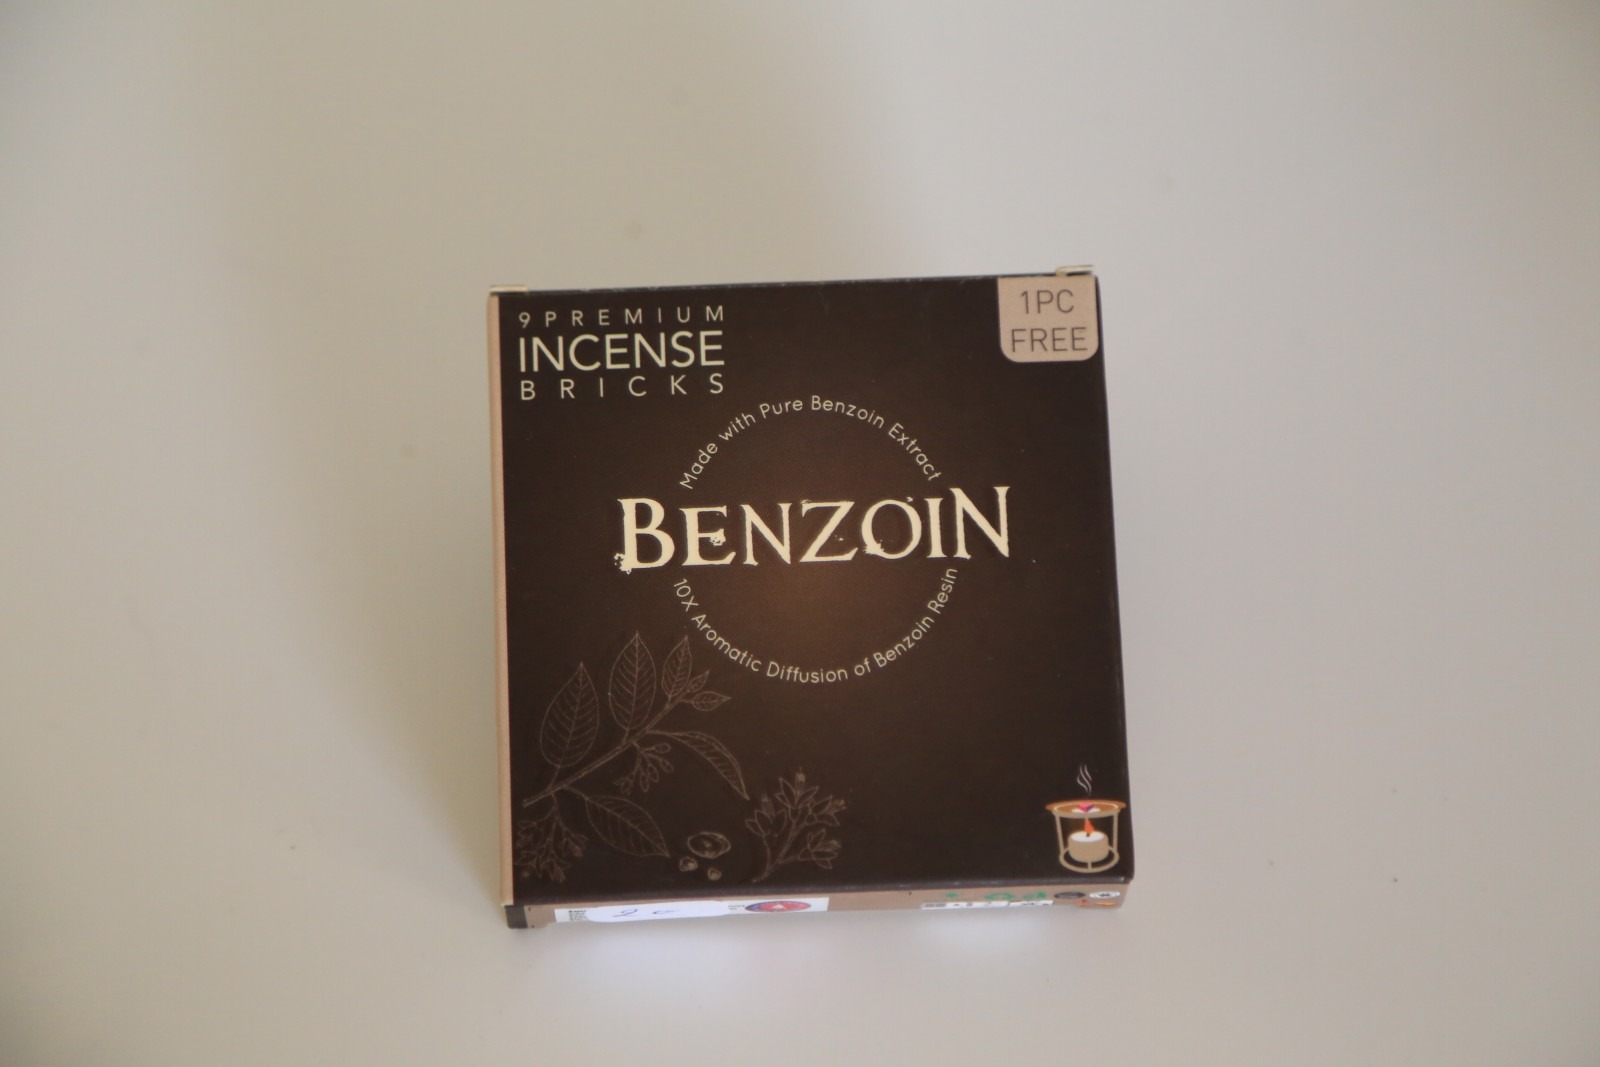 9 PREMIUM
INCENSE
BRICKS
1PC
FREE
Made with Pure Benzoin Extract
BENZOIN
10X Aromatic Diffusion of Benzoin Resin